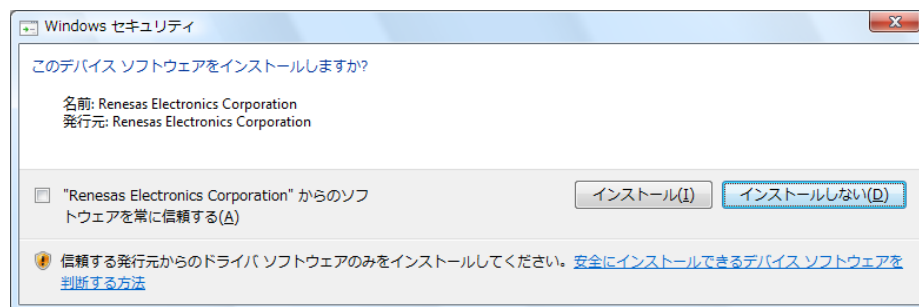 Windows セキュリティ
このデバイス ソフトウェアをインストールしますか?
名前: Renesas Electronics Corporation
発行元: Renesas Electronics Corporation
"Renesas Electronics Corporation" からのソフ
トウェアを常に信頼する(A)
インストール(I)
インストールしない(D)
信頼する発行元からのドライバ ソフトウェアのみをインストールしてください。安全にインストールできるデバイス ソフトウェアを
判断する方法